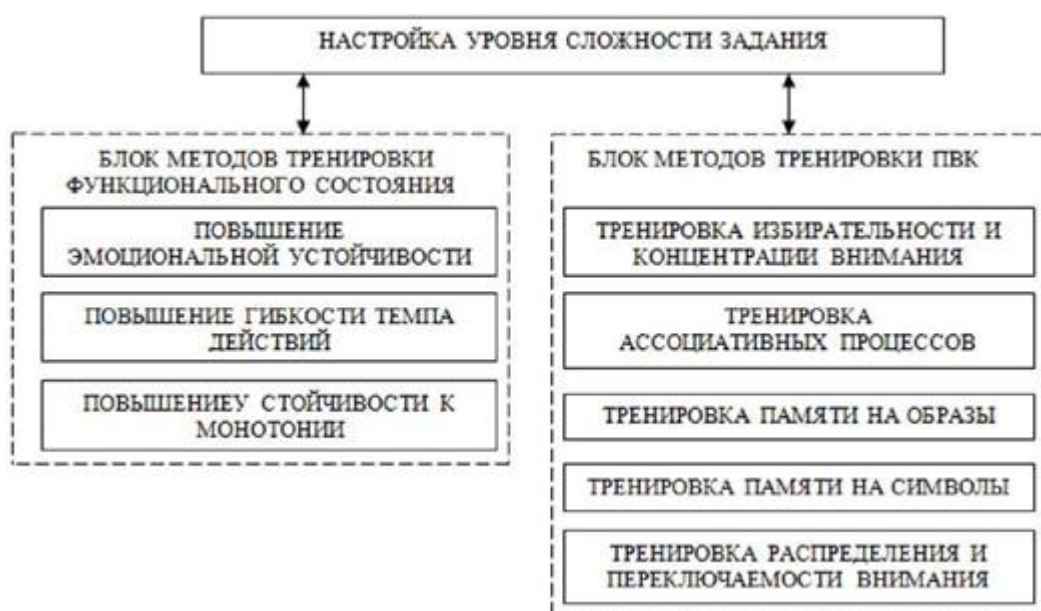 НАСТРОЙКА УРОВНЯ СЛОЖНОСТИ ЗАДАНИЯ
БЛОК МЕТОДОВ ТРЕНИРОВКИ
ФУНКЦИОНАЛЬНОГО СОСТОЯНИЯ
ПОВЫШЕНИЕ
ЭМОЦИОНАЛЬНОЙ УСТОЙЧИВОСТИ
ПОВЫШЕНИЕ ГИБКОСТИ ТЕМПА
ДЕЙСТВИЙ
ПОВЫШЕНИЕУ СТОЙЧИВОСТИ К
МОНОТОНИИ
БЛОК МЕТОДОВ ТРЕНИРОВКИ ПВК
ТРЕНИРОВКА ИЗБИРАТЕЛЬНОСТИ И
КОНЦЕНТРАЦИИ ВНИМАНИЯ
ТРЕНИРОВКА
АССОЦИАТИВНЫХ ПРОЦЕССОВ
ТРЕНИРОВКА ПАМЯТИ НА ОБРАЗЫ
ТРЕНИРОВКА ПАМЯТИ НА СИМВОЛЫ
ТРЕНИРОВКА РАСПРЕДЕЛЕНИЯ И
ПЕРЕКЛЮЧАЕМОСТИ ВНИМАНИЯ